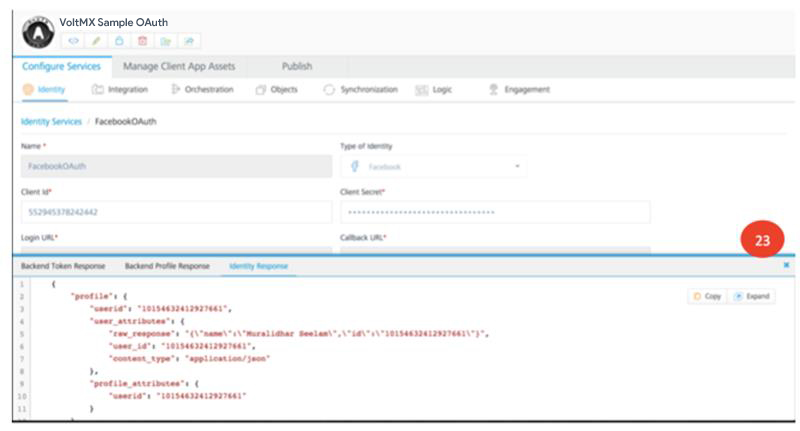 VoltMX Sample OAuth
Configure Services Manage Client App Assets Publish
Identity Integration Orchestration Objects Synchronization Logic Engagement
Identity Services / FacebookOAuth
Name * Type of Identity
FacebookOAuth Facebook
Client Id* Client Secret*
552945378242442 ********************************
Login URL* Callback URL*
23
Backend Token Response Backend Profile Response Identity Response
Copy Expand
1 {
2 "profile": {
3 "userid": "10154632412927661",
4 "user_attributes": {
5 "raw_response": "{\"name\":\"Muralidhar Seelam\",\"id\":\"10154632412927661\"}",
6 "user_id": "10154632412927661",
7 "content_type": "application/json"
8 },
9 "profile_attributes": {
10 "userid": "10154632412927661"
11 }